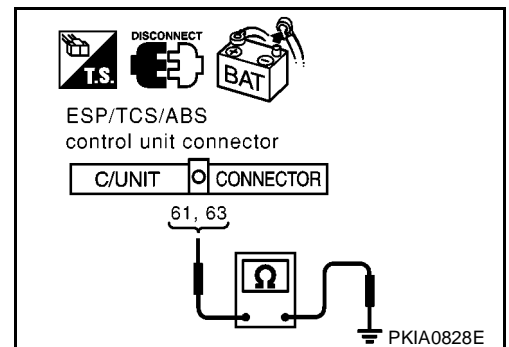 DISCONNECT
T.S.
BAT
ESP/TCS/ABS
control unit connector
C/UNIT CONNECTOR
61, 63
Ω
PKIA0828E